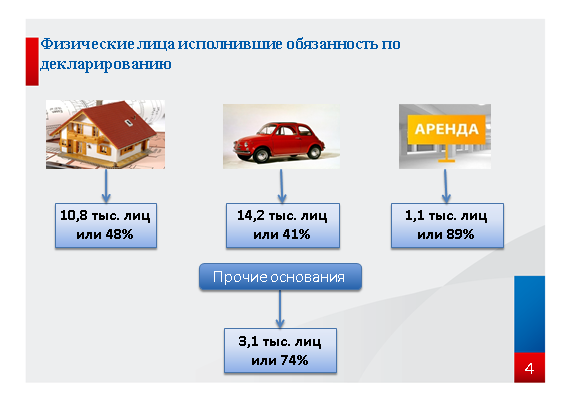 Физические лица исполнившие обязанность по
декларированию
АРЕНДА
10,8 тыс. лиц
или 48%
14,2 тыс. лиц
или 41%
1,1 тыс. лиц
или 89%
Прочие основания
3,1 тыс. лиц
или 74%
4